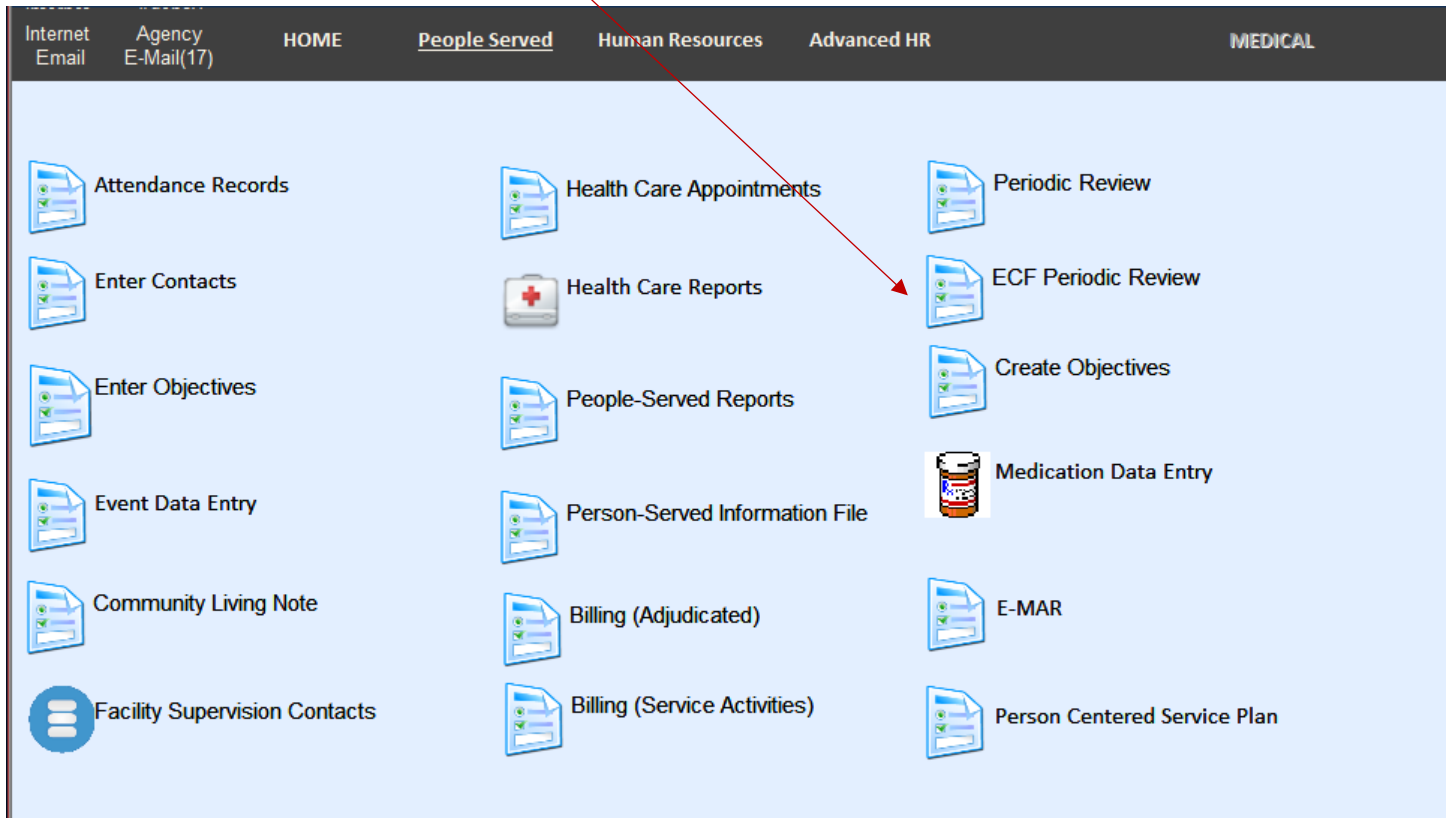 Internet Email
Agency E-Mail(17)
HOME
People Served
Human Resources
Advanced HR
MEDICAL
Attendance Records
Health Care Appointments
Periodic Review
Enter Contacts
Health Care Reports
ECF Periodic Review
Enter Objectives
People-Served Reports
Create Objectives
Event Data Entry
Person-Served Information File
Medication Data Entry
Community Living Note
Billing (Adjudicated)
E-MAR
Facility Supervision Contacts
Billing (Service Activities)
Person Centered Service Plan